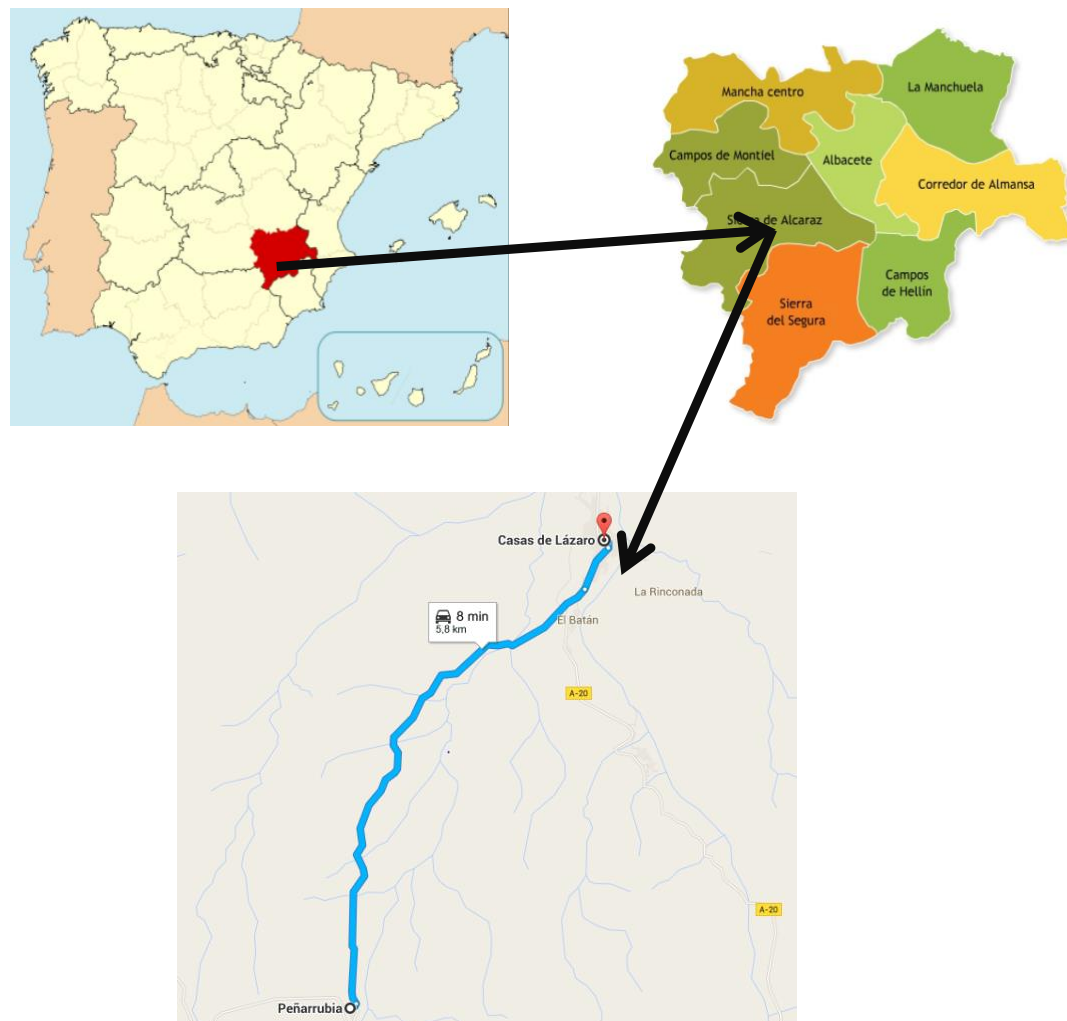 La Manchuela
Mancha centro
Campos de Montiel
Albacete
Corredor de Almansa
Sierra de Alcaraz
Campos
de Hellín
Sierra
del Segura
Casas de Lázaro
La Rinconada
8 min
5,8 km
El Batán
A-20
A-20
Peñarrubia